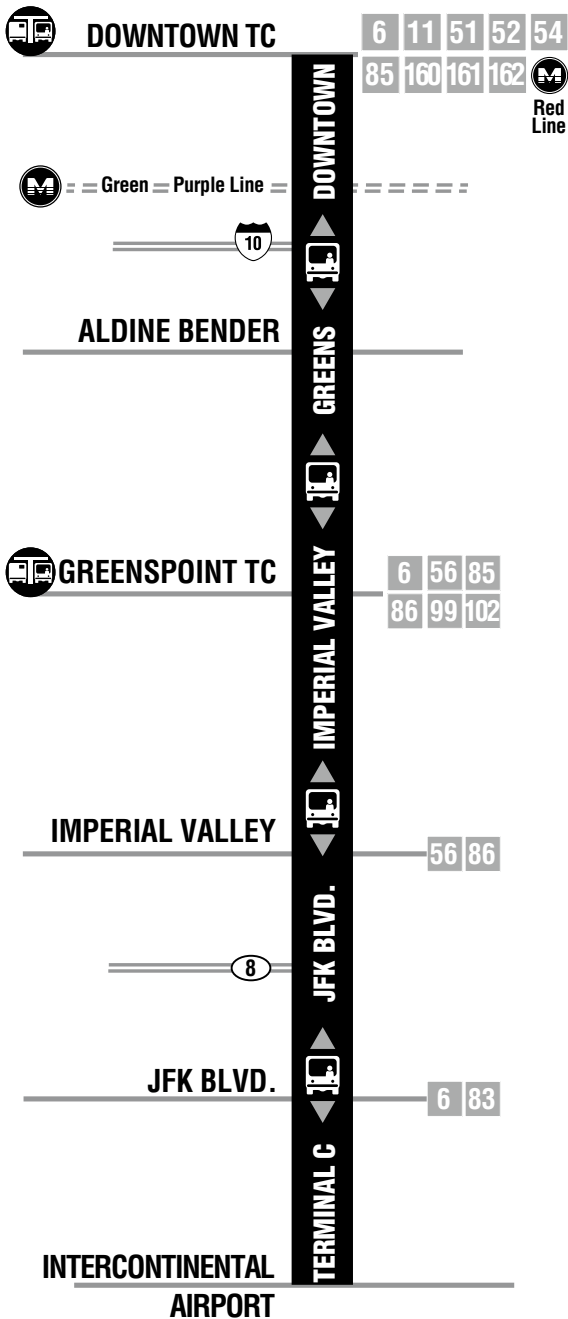 DOWNTOWN TC
6 11 51 52 54
85 160 161 162 M
Red
Line
DOWNTOWN
M Green Purple Line
10
ALDINE BENDER
GREENS
GREENSPOINT TC
6 56 85
86 99 102
IMPERIAL VALLEY
IMPERIAL VALLEY
56 86
JFK BLVD.
8
JFK BLVD.
6 83
TERMINAL C
INTERCONTINENTAL
AIRPORT